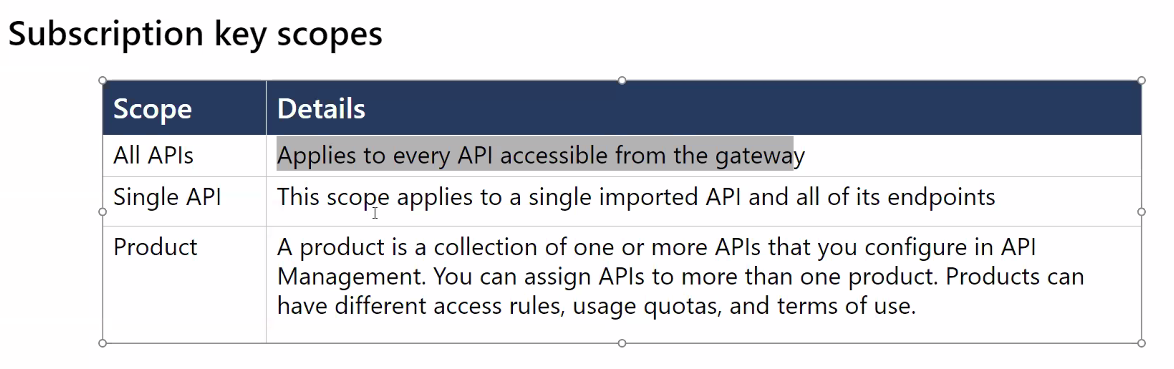 Subscription key scopes
Scope Details
All APIs Applies to every API accessible from the gateway
Single API This scope applies to a single imported API and all of its endpoints
Product A product is a collection of one or more APIs that you configure in API
Management. You can assign APIs to more than one product. Products can
have different access rules, usage quotas, and terms of use.